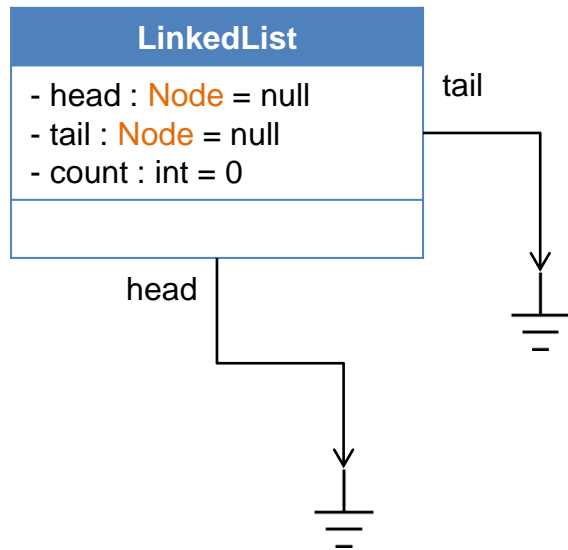 LinkedList
- head : Node = null
- tail : Node = null
- count : int = 0
tail
head